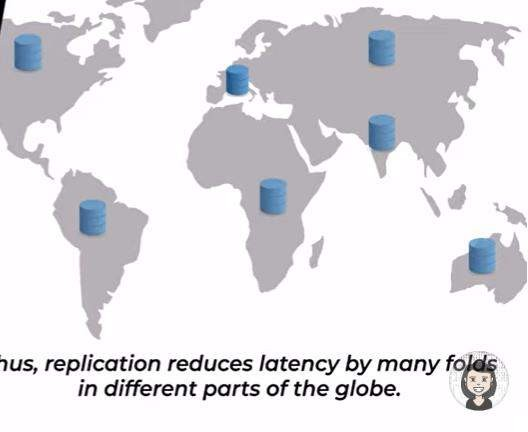 hus, replication reduces latency by many folds
in different parts of the globe.